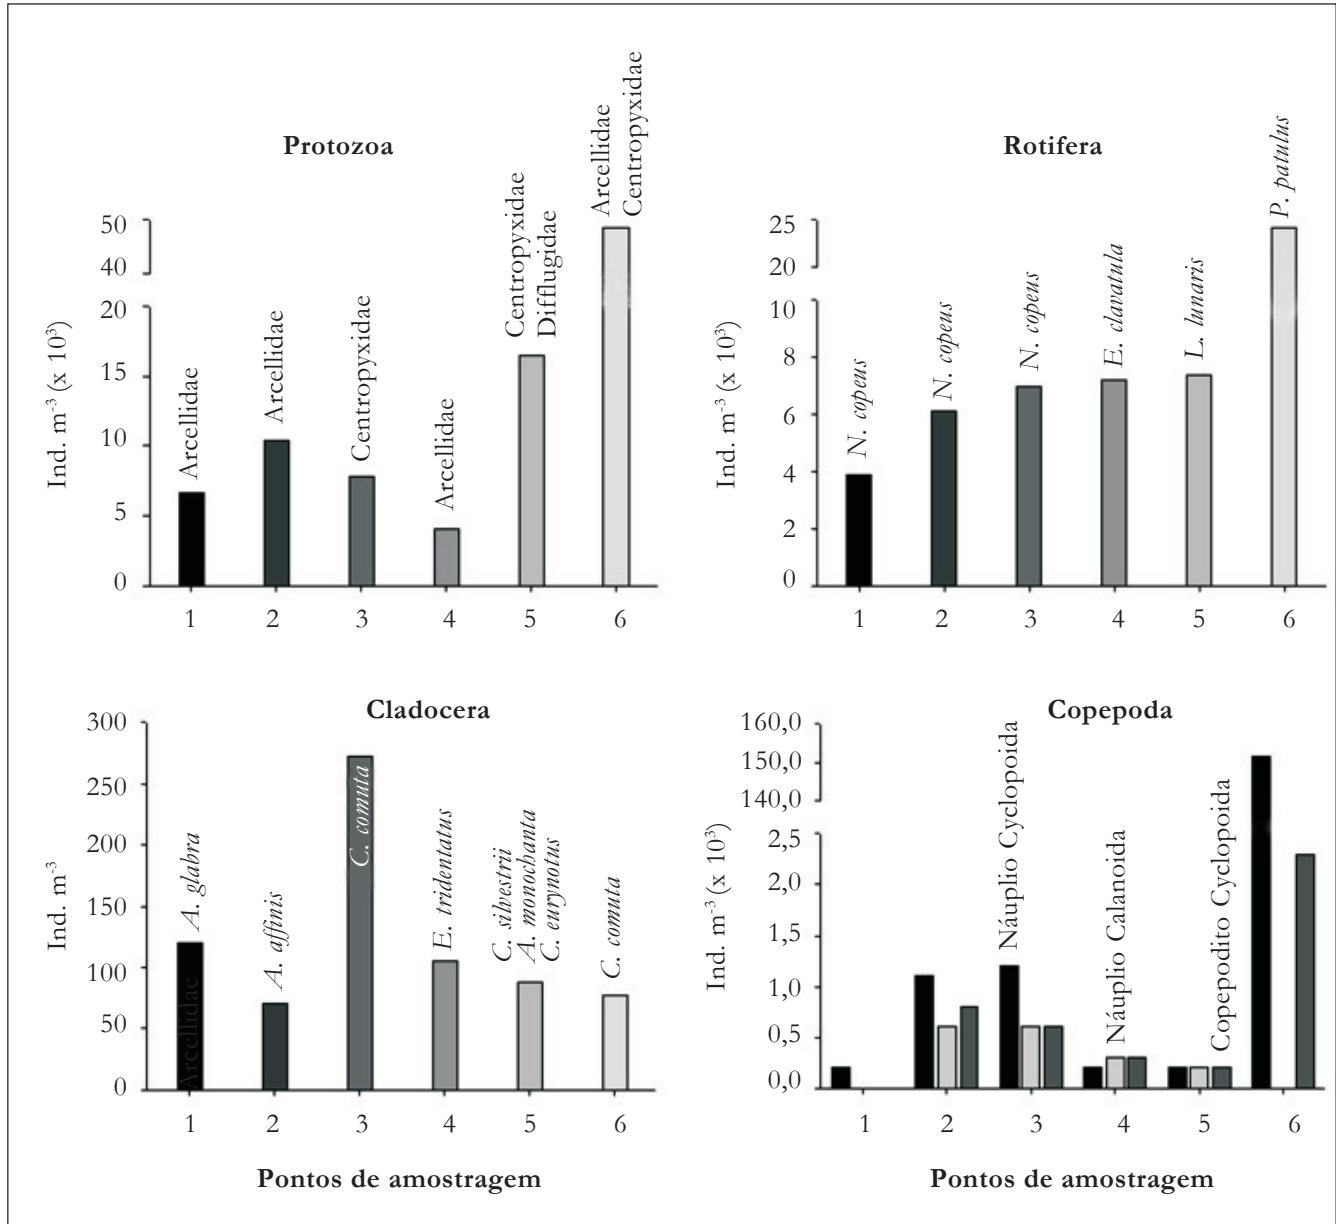 Protozoa
Ind. m⁻³ (x 10³)
50
40
20
15
10
5
0
Arcellidae
Arcellidae
Centropyxidae
Arcellidae
Centropyxidae
Difflugidae
Arcellidae
Centropyxidae
1 2 3 4 5 6
Rotifera
Ind. m⁻³ (x 10³)
25
20
10
8
6
4
2
0
N. copeus
N. copeus
N. copeus
E. clavatula
L. lunaris
P. patulus
1 2 3 4 5 6
Cladocera
Ind. m⁻³
300
250
200
150
100
50
0
A. glabra
Arcellidae
A. affinis
C. comuta
E. tridentatus
C. silvestrii
A. monochanta
C. eurynotus
C. comuta
1 2 3 4 5 6
Pontos de amostragem
Copepoda
Ind. m⁻³ (x 10³)
160,0
150,0
140,0
2,5
2,0
1,5
1,0
0,5
0,0
Náuplio Cyclopoida
Náuplio Calanoida
Copepodito Cyclopoida
1 2 3 4 5 6
Pontos de amostragem